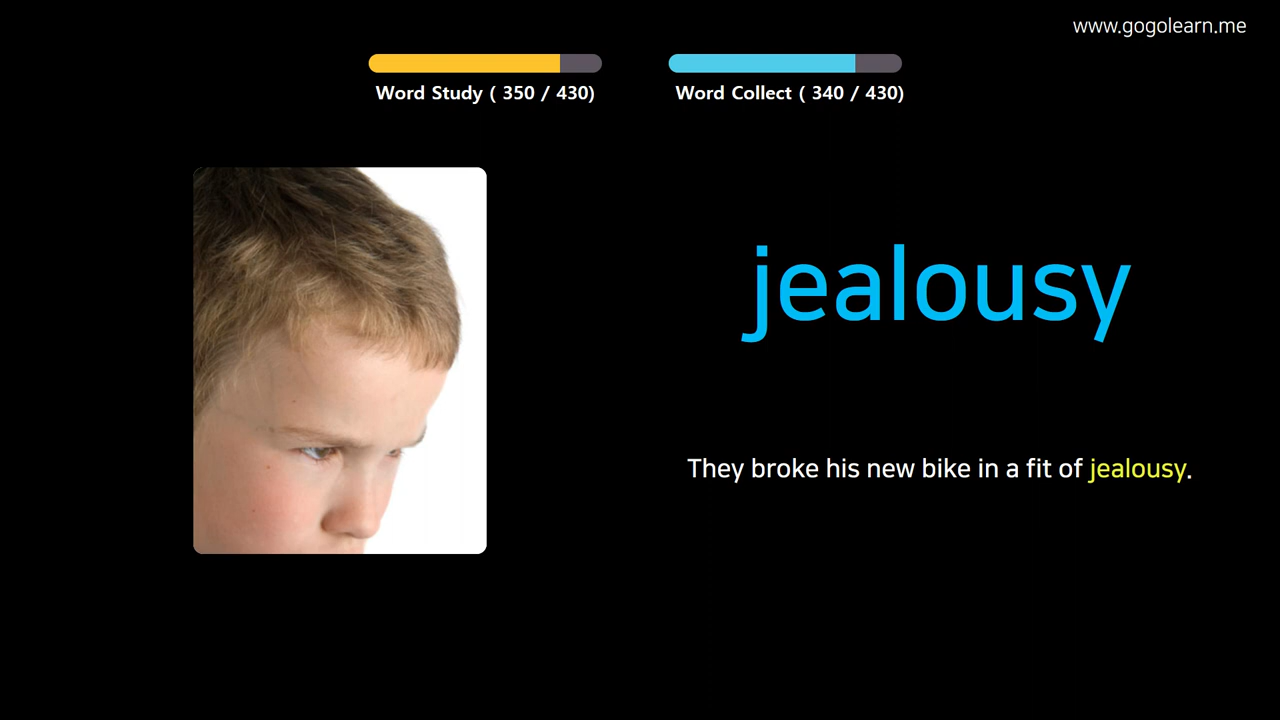 www.gogolearn.me
Word Study ( 350 / 430)
Word Collect ( 340 / 430)
jealousy
They broke his new bike in a fit of jealousy.